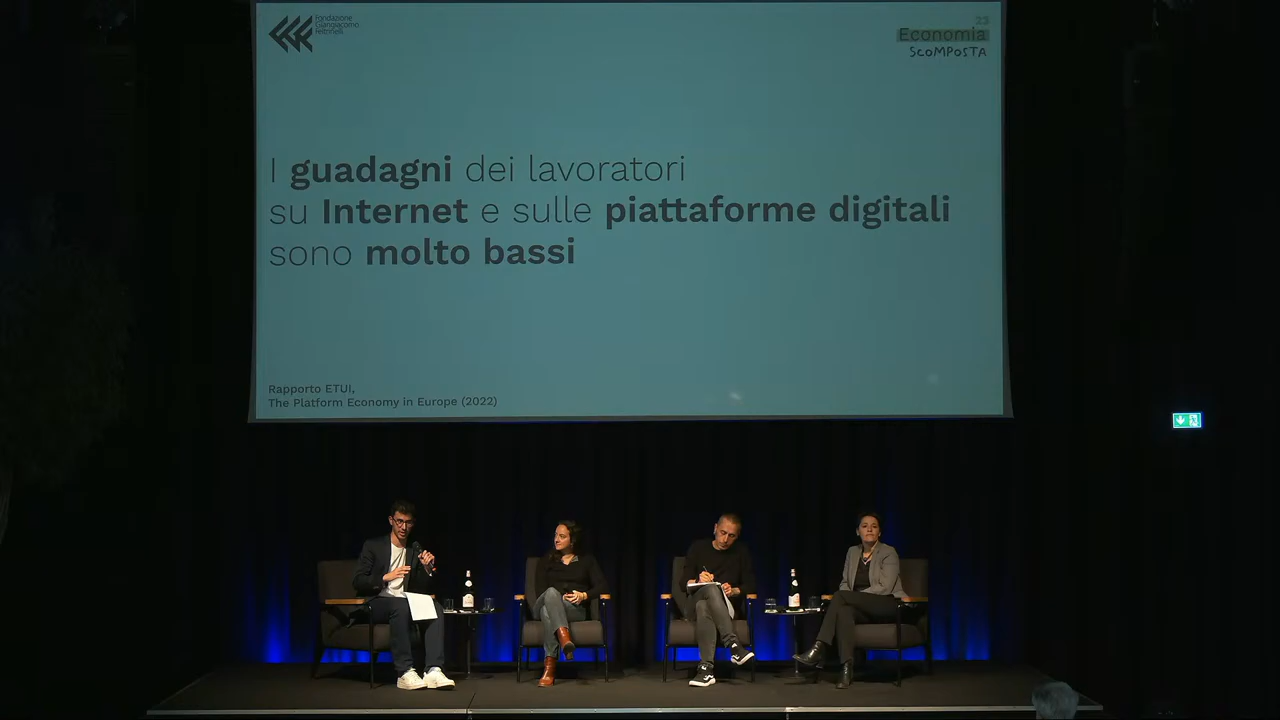 Fondazione
Giangiacomo
Feltrinelli
23
Economia
SCOMPOSTA
I guadagni dei lavoratori
su Internet e sulle piattaforme digitali
sono molto bassi
Rapporto ETUI,
The Platform Economy in Europe (2022)